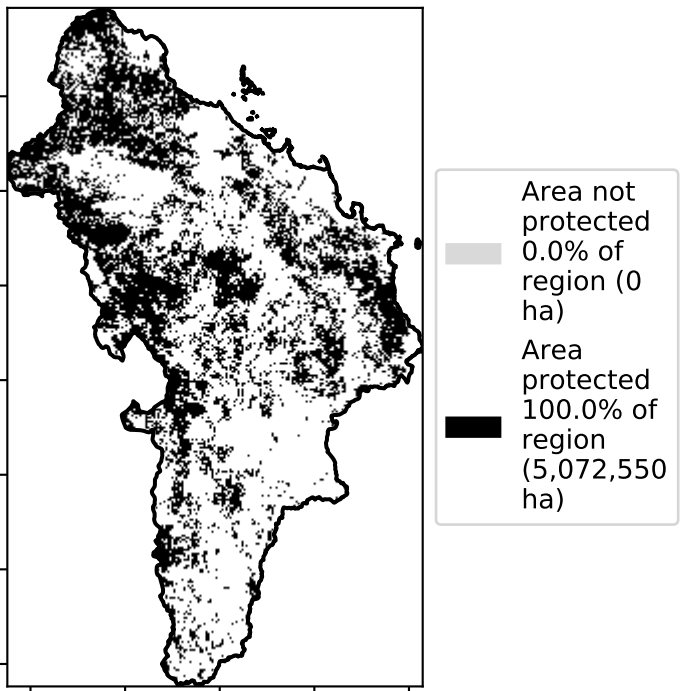 Area not
protected
0.0% of
region (0
ha)
Area
protected
100.0% of
region
(5,072,550
ha)